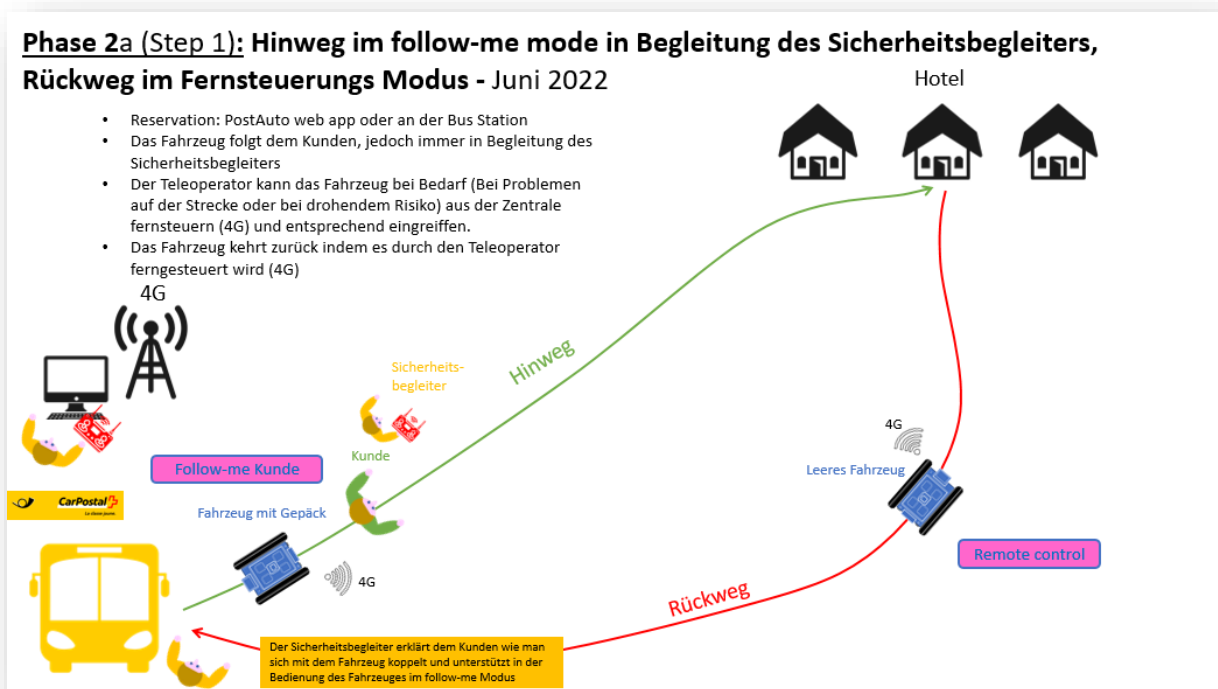 Phase 2a (Step 1): Hinweg im follow-me mode in Begleitung des Sicherheitsbegleiters,
Rückweg im Fernsteuerungs Modus - Juni 2022
Hotel
• Reservation: PostAuto web app oder an der Bus Station
• Das Fahrzeug folgt dem Kunden, jedoch immer in Begleitung des
Sicherheitsbegleiters
• Der Teleoperator kann das Fahrzeug bei Bedarf (Bei Problemen
auf der Strecke oder bei drohendem Risiko) aus der Zentrale
fernsteuern (4G) und entsprechend eingreifen.
• Das Fahrzeug kehrt zurück indem es durch den Teleoperator
ferngesteuert wird (4G)
4G
Hinweg
Sicherheits-
begleiter
Kunde
Follow-me Kunde
4G
Leeres Fahrzeug
CarPostal
La classe jaune.
Fahrzeug mit Gepäck
4G
Remote control
Rückweg
Der Sicherheitsbegleiter erklärt dem Kunden wie man
sich mit dem Fahrzeug koppelt und unterstützt in der
Bedienung des Fahrzeuges im follow-me Modus